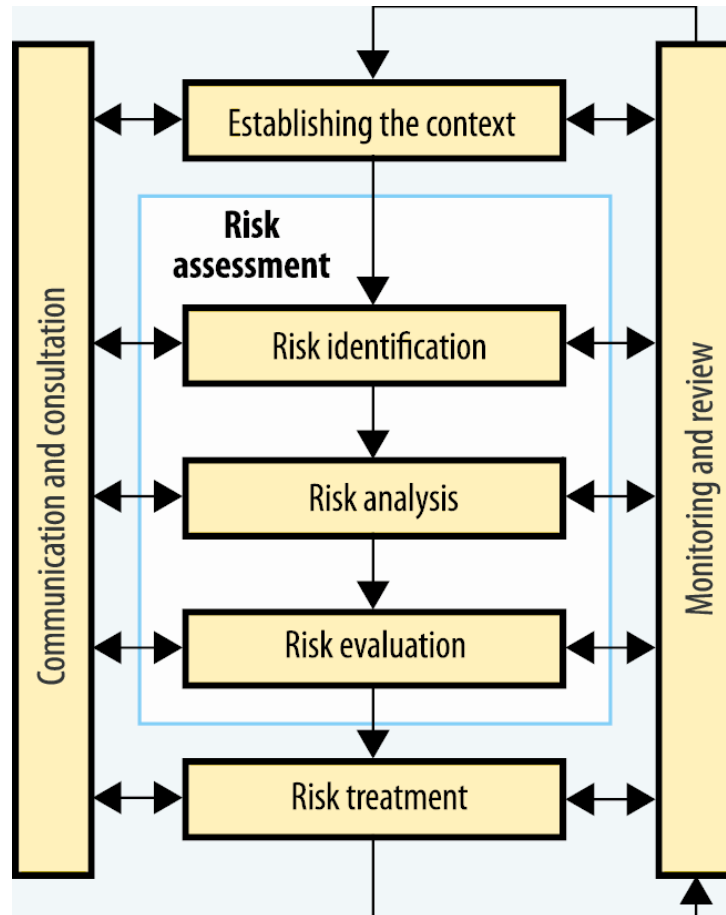 Establishing the context
Risk
assessment
Risk identification
Risk analysis
Risk evaluation
Risk treatment
Communication and consultation
Monitoring and review